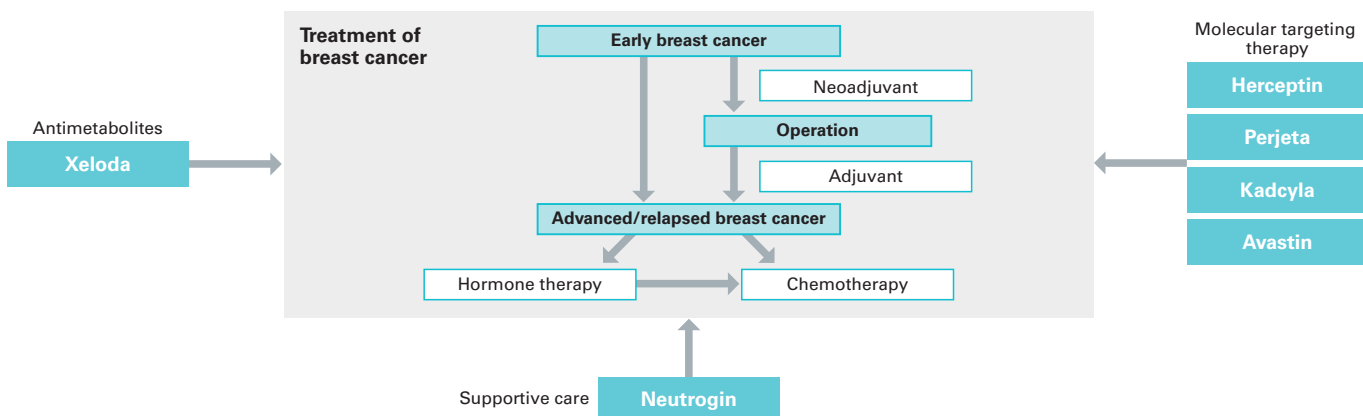 Treatment of
breast cancer
Early breast cancer
Neoadjuvant
Operation
Adjuvant
Advanced/relapsed breast cancer
Hormone therapy
Chemotherapy
Antimetabolites
Xeloda
Molecular targeting
therapy
Herceptin
Perjeta
Kadcyla
Avastin
Supportive care
Neutrogin